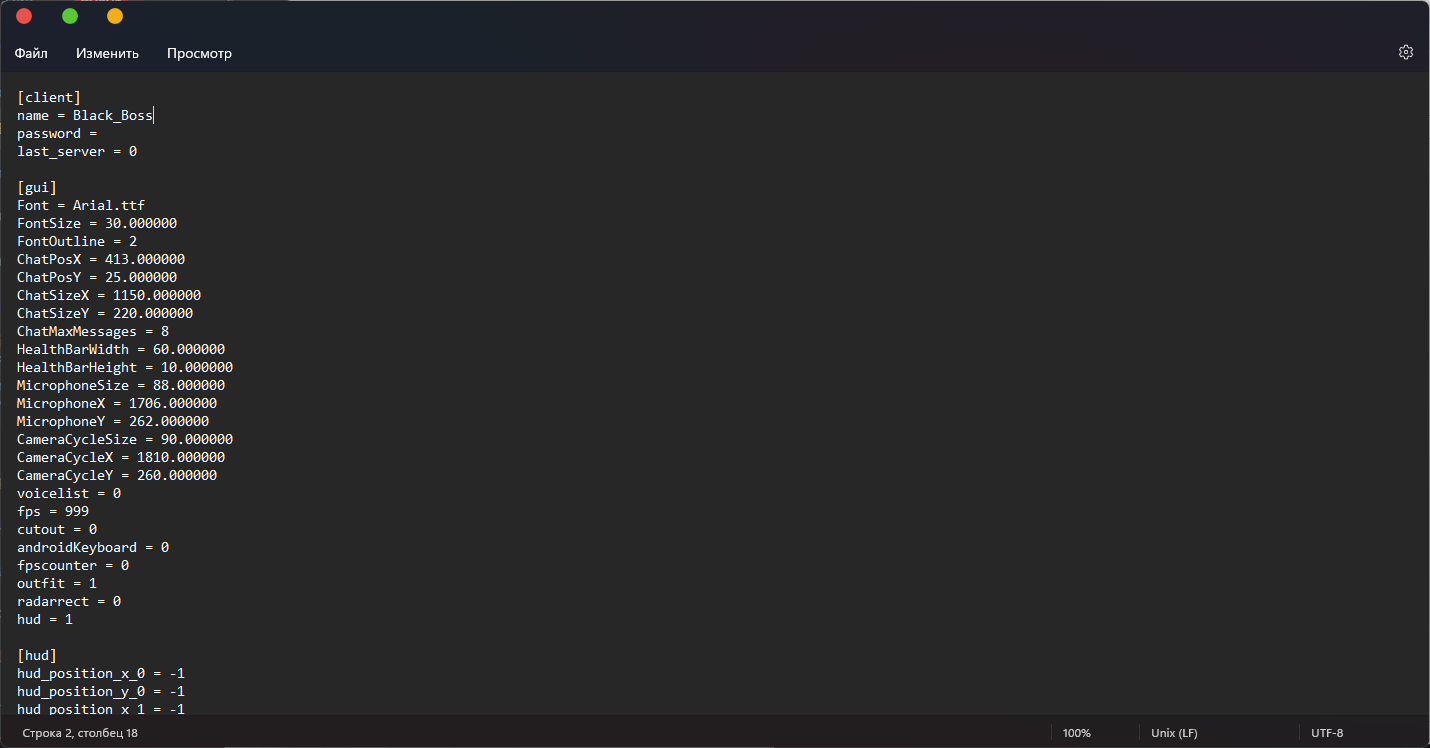 Файл Изменить Просмотр
[client]
name = Black_Boss
password =
last_server = 0
[gui]
Font = Arial.ttf
FontSize = 30.000000
FontOutline = 2
ChatPosX = 413.000000
ChatPosY = 25.000000
ChatSizeX = 1150.000000
ChatSizeY = 220.000000
ChatMaxMessages = 8
HealthBarWidth = 60.000000
HealthBarHeight = 10.000000
MicrophoneSize = 88.000000
MicrophoneX = 1706.000000
MicrophoneY = 262.000000
CameraCycleSize = 90.000000
CameraCycleX = 1810.000000
CameraCycleY = 260.000000
voicelist = 0
fps = 999
cutout = 0
androidKeyboard = 0
fpscounter = 0
outfit = 1
radarrect = 0
hud = 1
[hud]
hud_position_x_0 = -1
hud_position_y_0 = -1
hud_position_x_1 = -1
Строка 2, столбец 18 100% Unix (LF) UTF-8